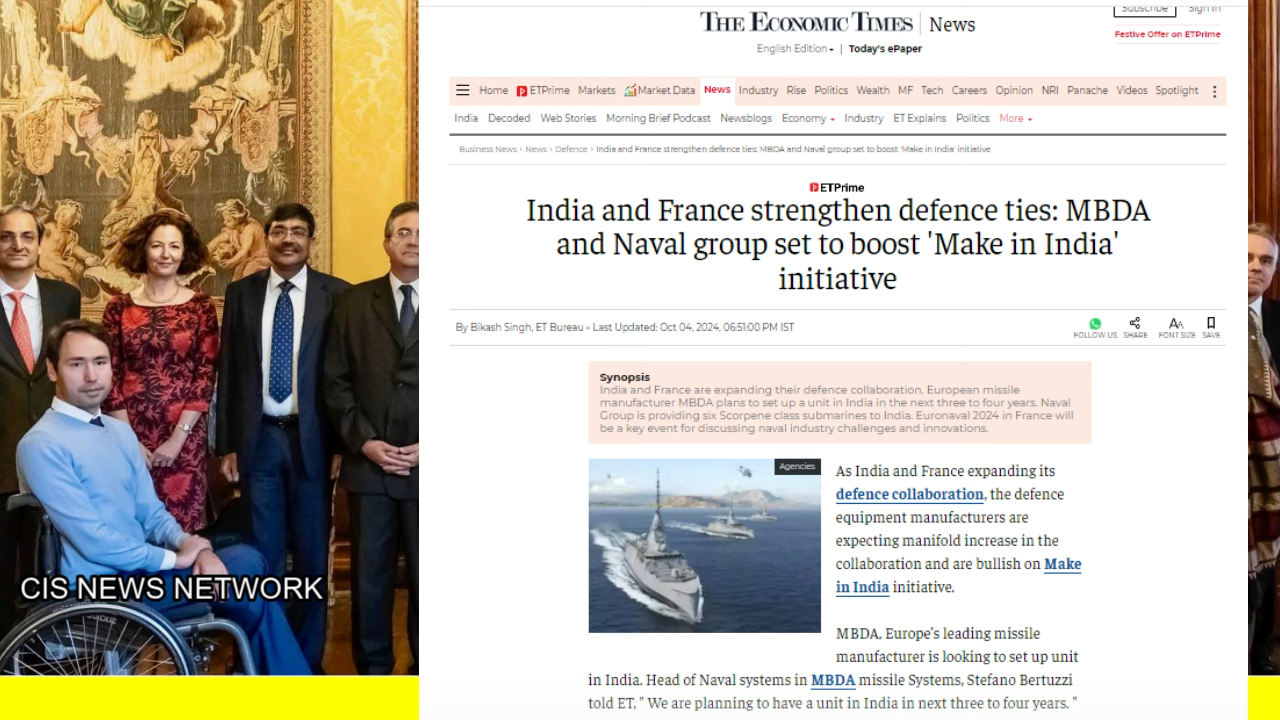 THE ECONOMIC TIMES | News
Subscribe Sign In
Festive Offer on ETPrime
English Edition | Today's ePaper
Home ETPrime Markets Market Data News Industry Rise Politics Wealth MF Tech Careers Opinion NRI Panache Videos Spotlight
India Decoded Web Stories Morning Brief Podcast Newsblogs Economy Industry ET Explains Politics More
Business News › News › Defence › India and France strengthen defence ties: MBDA and Naval group set to boost 'Make in India' initiative
ETPrime
India and France strengthen defence ties: MBDA
and Naval group set to boost 'Make in India'
initiative
By Bikash Singh, ET Bureau • Last Updated: Oct 04, 2024, 06:51:00 PM IST
FOLLOW US SHARE FONT SIZE SAVE
Synopsis
India and France are expanding their defence collaboration. European missile
manufacturer MBDA plans to set up a unit in India in the next three to four years. Naval
Group is providing six Scorpene class submarines to India. Euronaval 2024 in France will
be a key event for discussing naval industry challenges and innovations.
Agencies
As India and France expanding its
defence collaboration, the defence
equipment manufacturers are
expecting manifold increase in the
collaboration and are bullish on Make
in India initiative.
MBDA, Europe's leading missile
manufacturer is looking to set up unit
in India. Head of Naval systems in MBDA missile Systems, Stefano Bertuzzi
told ET, " We are planning to have a unit in India in next three to four years. "
CIS NEWS NETWORK